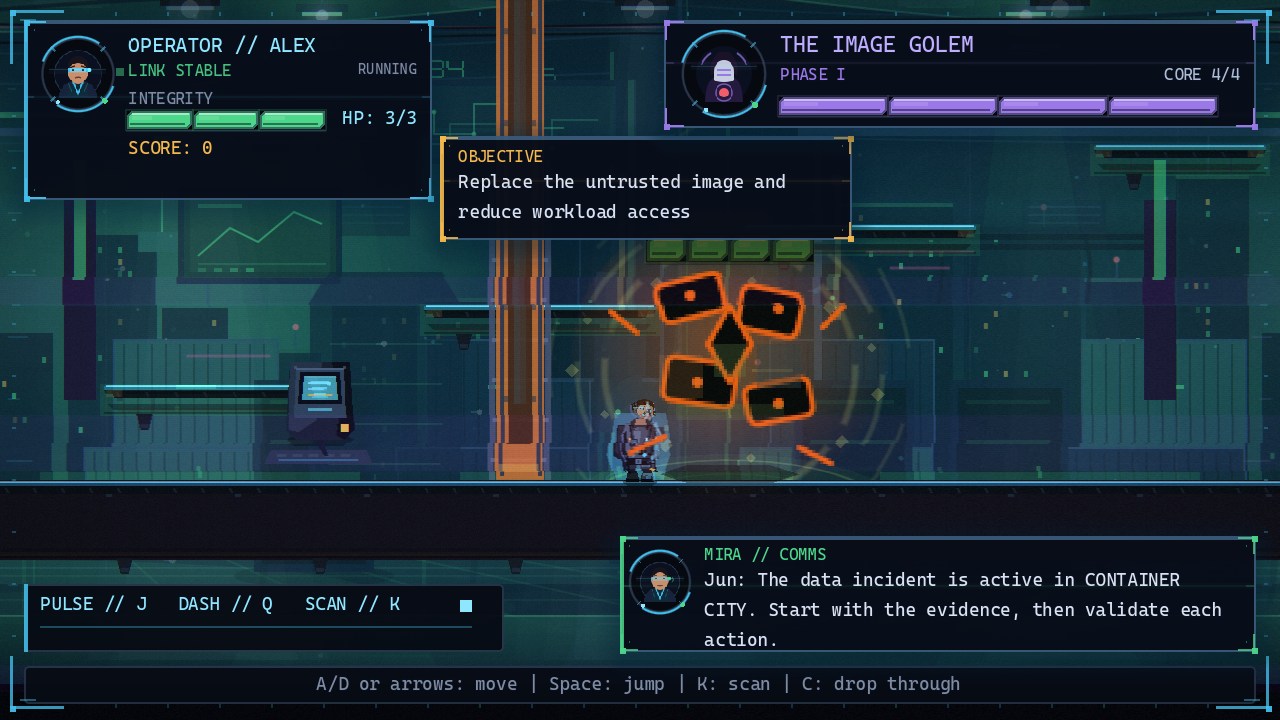 OPERATOR // ALEX
LINK STABLE
RUNNING
INTEGRITY
HP: 3/3
SCORE: 0
THE IMAGE GOLEM
PHASE I
CORE 4/4
OBJECTIVE
Replace the untrusted image and
reduce workload access
MIRA // COMMS
Jun: The data incident is active in CONTAINER
CITY. Start with the evidence, then validate each
action.
PULSE // J DASH // Q SCAN // K
A/D or arrows: move | Space: jump | K: scan | C: drop through